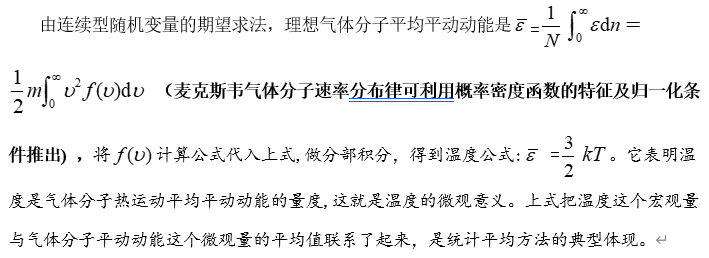 由连续型随机变量的期望求法，理想气体分子平均平动动能是 $\bar{\varepsilon}=\frac{1}{N}\int_{0}^{\infty}\varepsilon\mathrm{d}n=$
$\frac{1}{2}m\int_{0}^{\infty}\upsilon^{2}f(\upsilon)\mathrm{d}\upsilon$ （麦克斯韦气体分子速率分布律可利用概率密度函数的特征及归一化条
件推出），将 $f(\upsilon)$ 计算公式代入上式,做分部积分，得到温度公式: $\bar{\varepsilon}=\frac{3}{2}kT$。它表明温
度是气体分子热运动平均平动动能的量度,这就是温度的微观意义。上式把温度这个宏观量
与气体分子平动动能这个微观量的平均值联系了起来，是统计平均方法的典型体现。↵